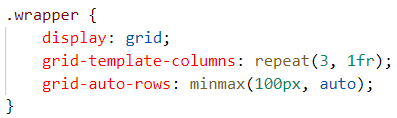 .wrapper {
    display: grid;
    grid-template-columns: repeat(3, 1fr);
    grid-auto-rows: minmax(100px, auto);
}